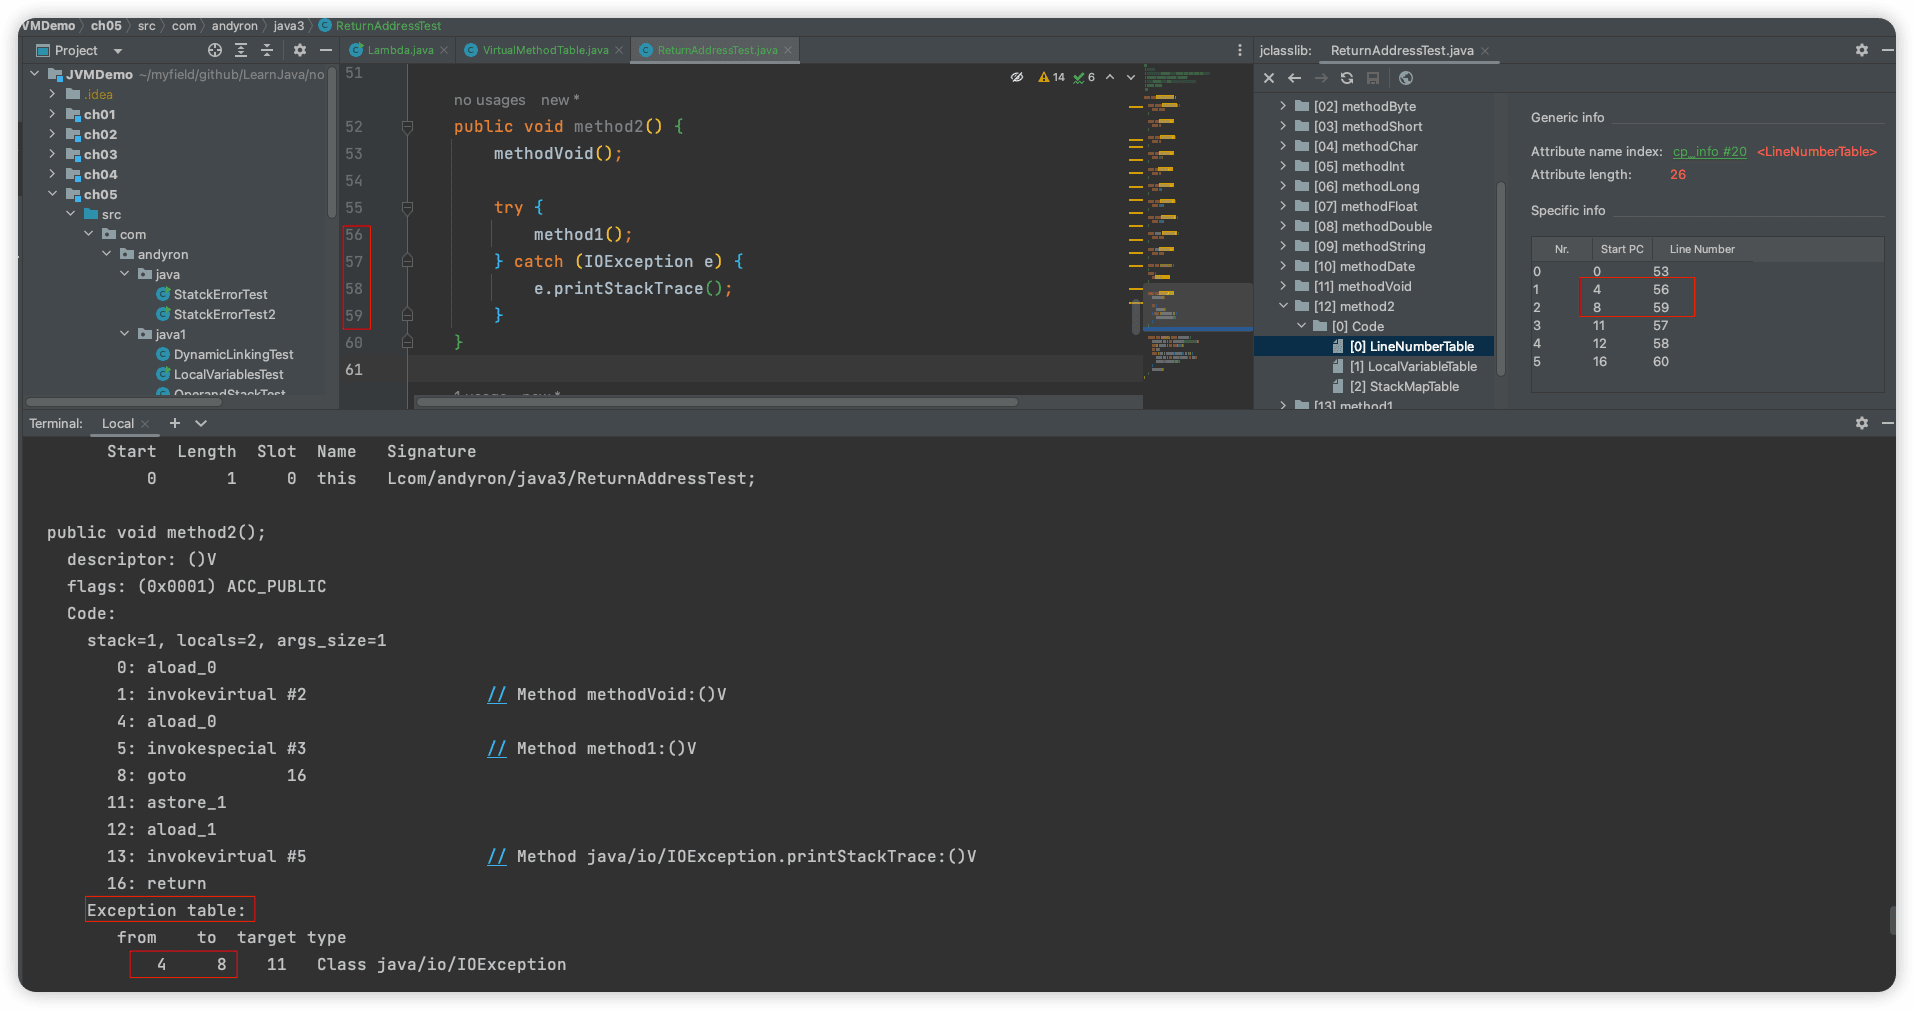 VMDemo › ch05 › src › com › andyron › java3 › ReturnAddressTest
Project
JVMDemo ~/myfield/github/LearnJava/no
.idea
ch01
ch02
ch03
ch04
ch05
src
com
andyron
java
StatckErrorTest
StatckErrorTest2
java1
DynamicLinkingTest
LocalVariablesTest
OperandStackTest
Lambda.java
VirtualMethodTable.java
ReturnAddressTest.java
14 6
51
no usages new *
52 public void method2() {
53 methodVoid();
54
55 try {
56 method1();
57 } catch (IOException e) {
58 e.printStackTrace();
59 }
60 }
61
1 usage new *
jclasslib: ReturnAddressTest.java
[02] methodByte
[03] methodShort
[04] methodChar
[05] methodInt
[06] methodLong
[07] methodFloat
[08] methodDouble
[09] methodString
[10] methodDate
[11] methodVoid
[12] method2
[0] Code
[0] LineNumberTable
[1] LocalVariableTable
[2] StackMapTable
[13] method1
Generic info
Attribute name index: cp_info #20 <LineNumberTable>
Attribute length: 26
Specific info
Nr. Start PC Line Number
0 0 53
1 4 56
2 8 59
3 11 57
4 12 58
5 16 60
Terminal: Local
Start Length Slot Name Signature
0 1 0 this Lcom/andyron/java3/ReturnAddressTest;
public void method2();
descriptor: ()V
flags: (0x0001) ACC_PUBLIC
Code:
stack=1, locals=2, args_size=1
0: aload_0
1: invokevirtual #2 // Method methodVoid:()V
4: aload_0
5: invokespecial #3 // Method method1:()V
8: goto 16
11: astore_1
12: aload_1
13: invokevirtual #5 // Method java/io/IOException.printStackTrace:()V
16: return
Exception table:
from to target type
4 8 11 Class java/io/IOException